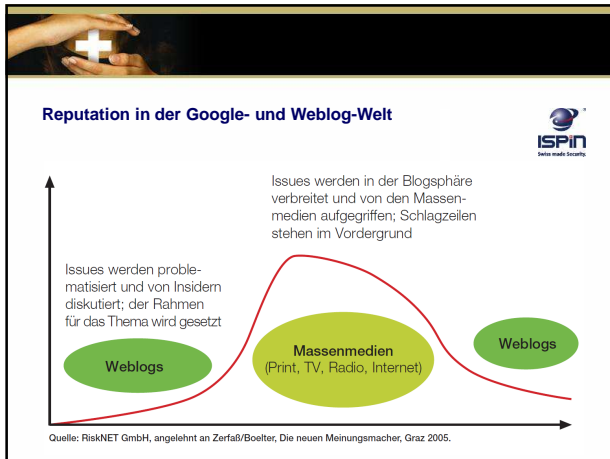 Reputation in der Google- und Weblog-Welt
ISPIN
Swiss made Security.
Issues werden in der Blogsphäre
verbreitet und von den Massen-
medien aufgegriffen; Schlagzeilen
stehen im Vordergrund
Issues werden proble-
matisiert und von Insidern
diskutiert; der Rahmen
für das Thema wird gesetzt
Weblogs
Massenmedien
(Print, TV, Radio, Internet)
Weblogs
Quelle: RiskNET GmbH, angelehnt an Zerfaß/Boelter, Die neuen Meinungsmacher, Graz 2005.